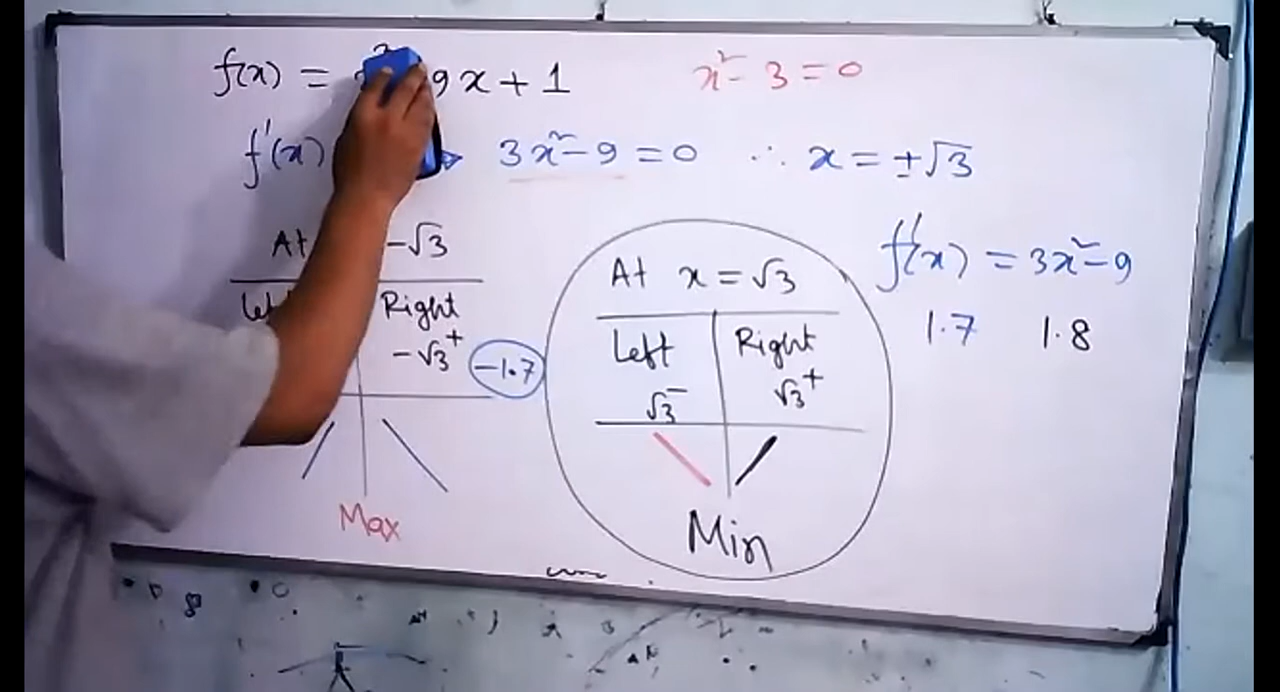 f(x) = 9x + 1
x² - 3 = 0
f'(x) 3x² - 9 = 0 ∴ x = ±√3
At -√3
Left Right
-√3⁺ -1.7
Max
At x = √3
Left Right
√3⁻ √3⁺
Min
f'(x) = 3x² - 9
1.7 1.8